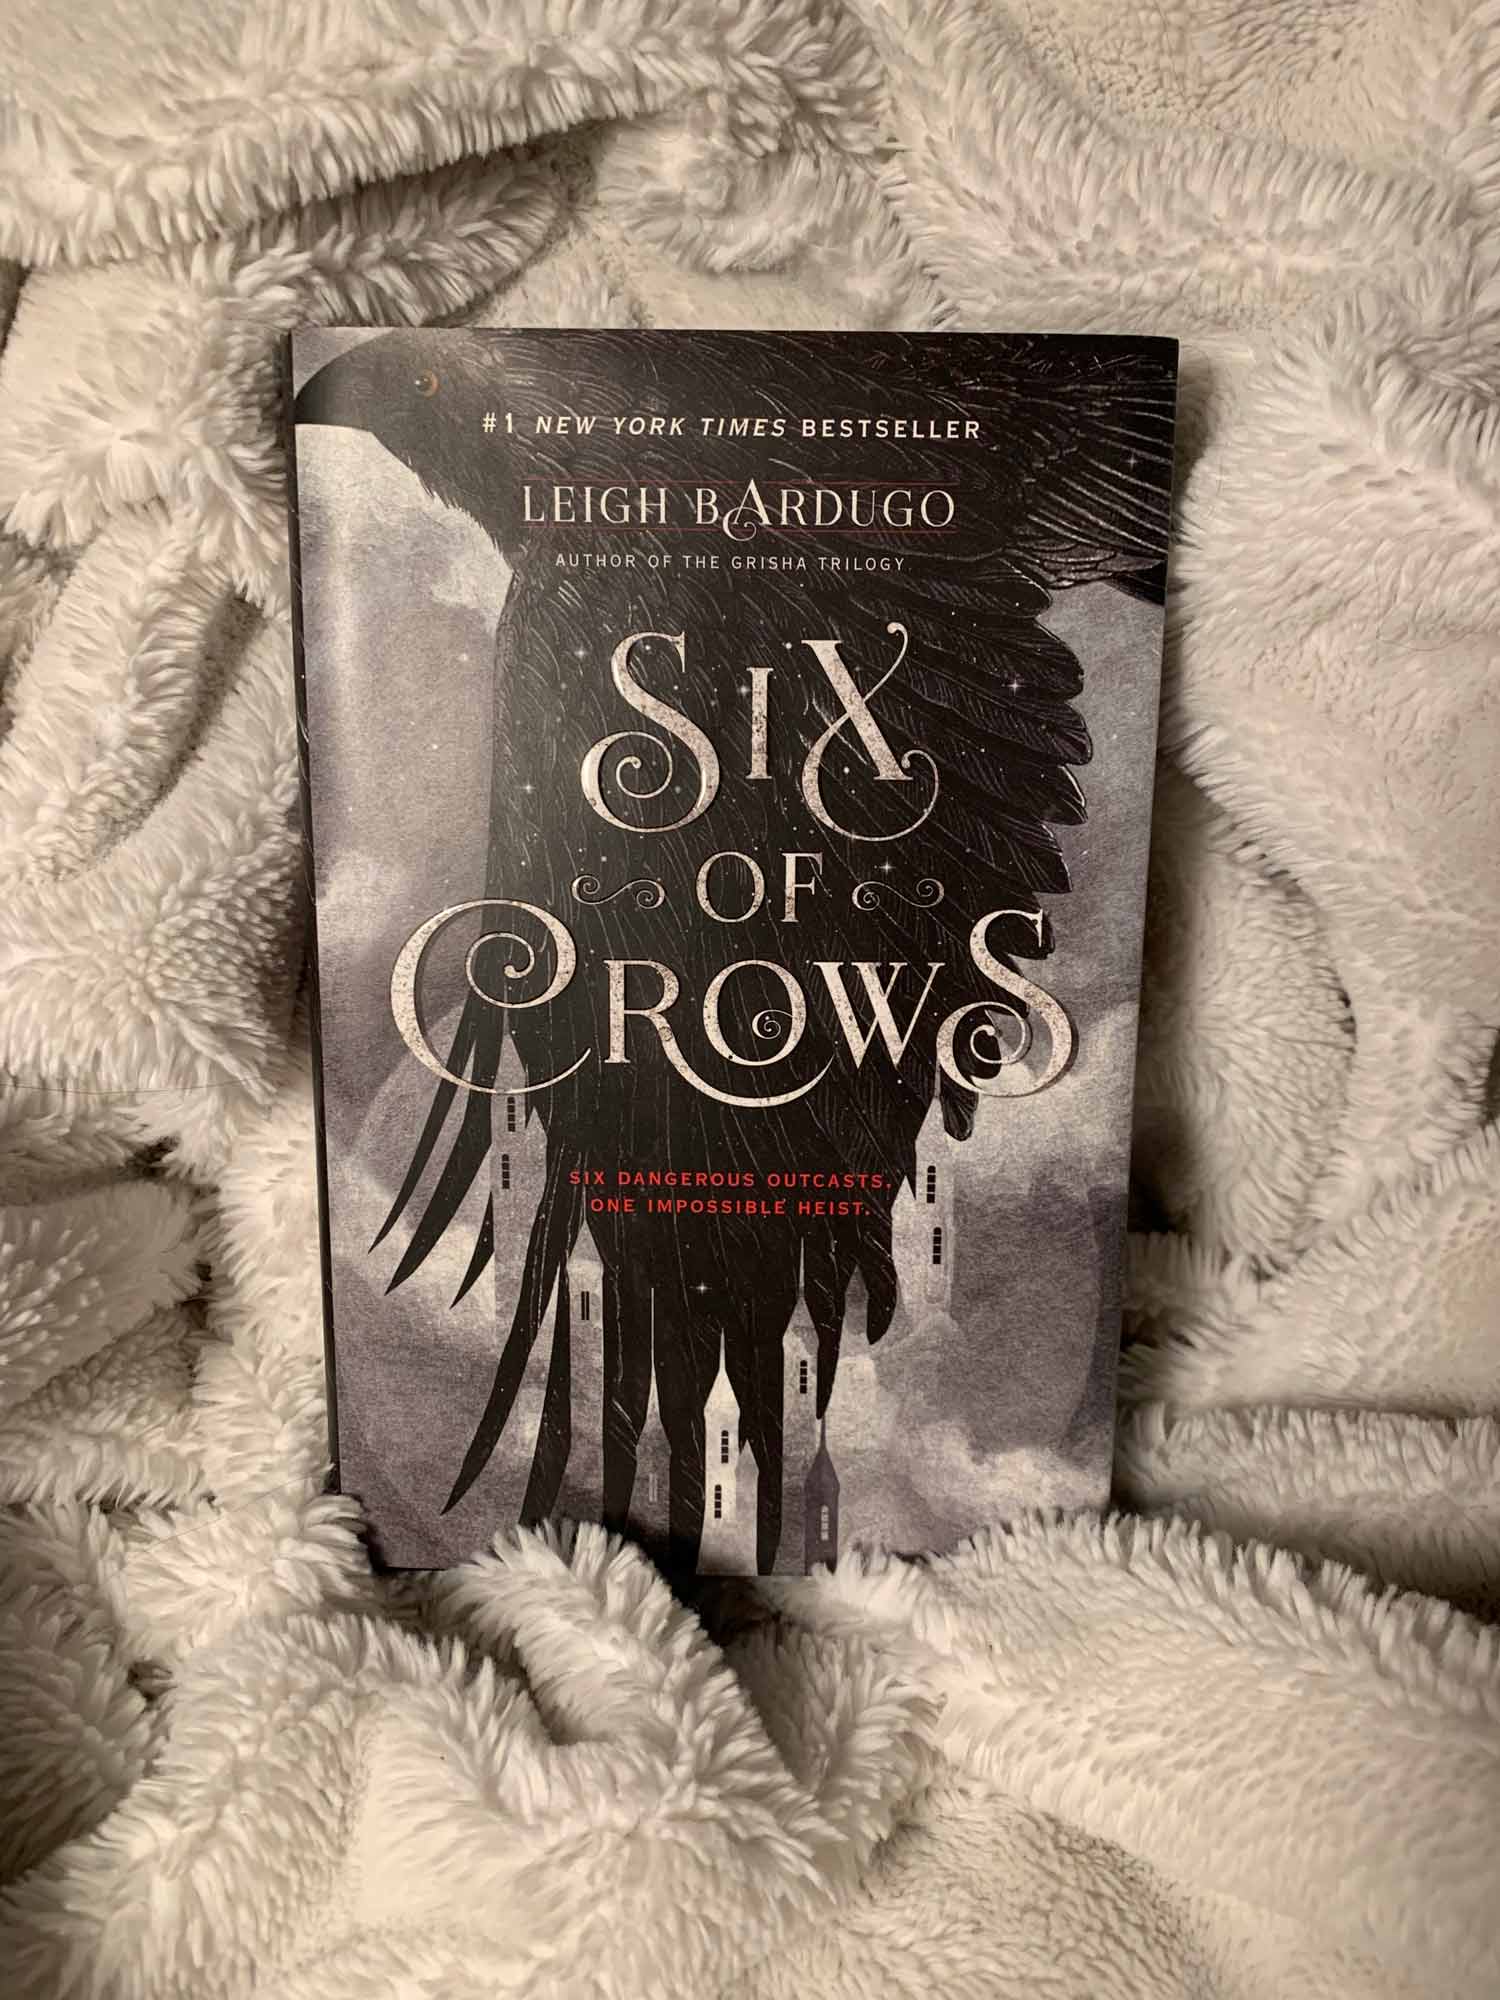 #1 NEW YORK TIMES BESTSELLER
LEIGH BARDUGO
AUTHOR OF THE GRISHA TRILOGY
SIX
OF
CROWS
SIX DANGEROUS OUTCASTS.
ONE IMPOSSIBLE HEIST.